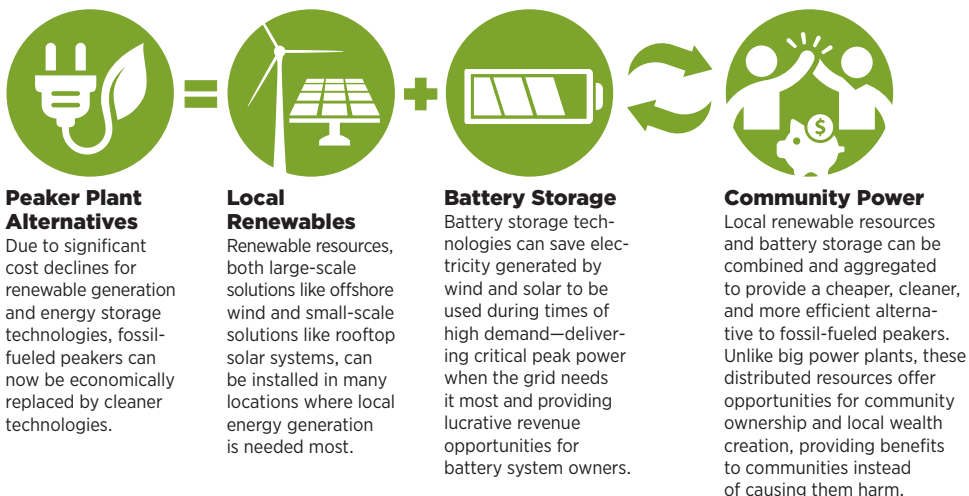 $
Peaker Plant
Alternatives
Due to significant
cost declines for
renewable generation
and energy storage
technologies, fossil-
fueled peakers can
now be economically
replaced by cleaner
technologies.
Local
Renewables
Renewable resources,
both large-scale
solutions like offshore
wind and small-scale
solutions like rooftop
solar systems, can
be installed in many
locations where local
energy generation
is needed most.
Battery Storage
Battery storage tech-
nologies can save elec-
tricity generated by
wind and solar to be
used during times of
high demand—deliver-
ing critical peak power
when the grid needs
it most and providing
lucrative revenue
opportunities for
battery system owners.
Community Power
Local renewable resources
and battery storage can be
combined and aggregated
to provide a cheaper, cleaner,
and more efficient alterna-
tive to fossil-fueled peakers.
Unlike big power plants, these
distributed resources offer
opportunities for community
ownership and local wealth
creation, providing benefits
to communities instead
of causing them harm.